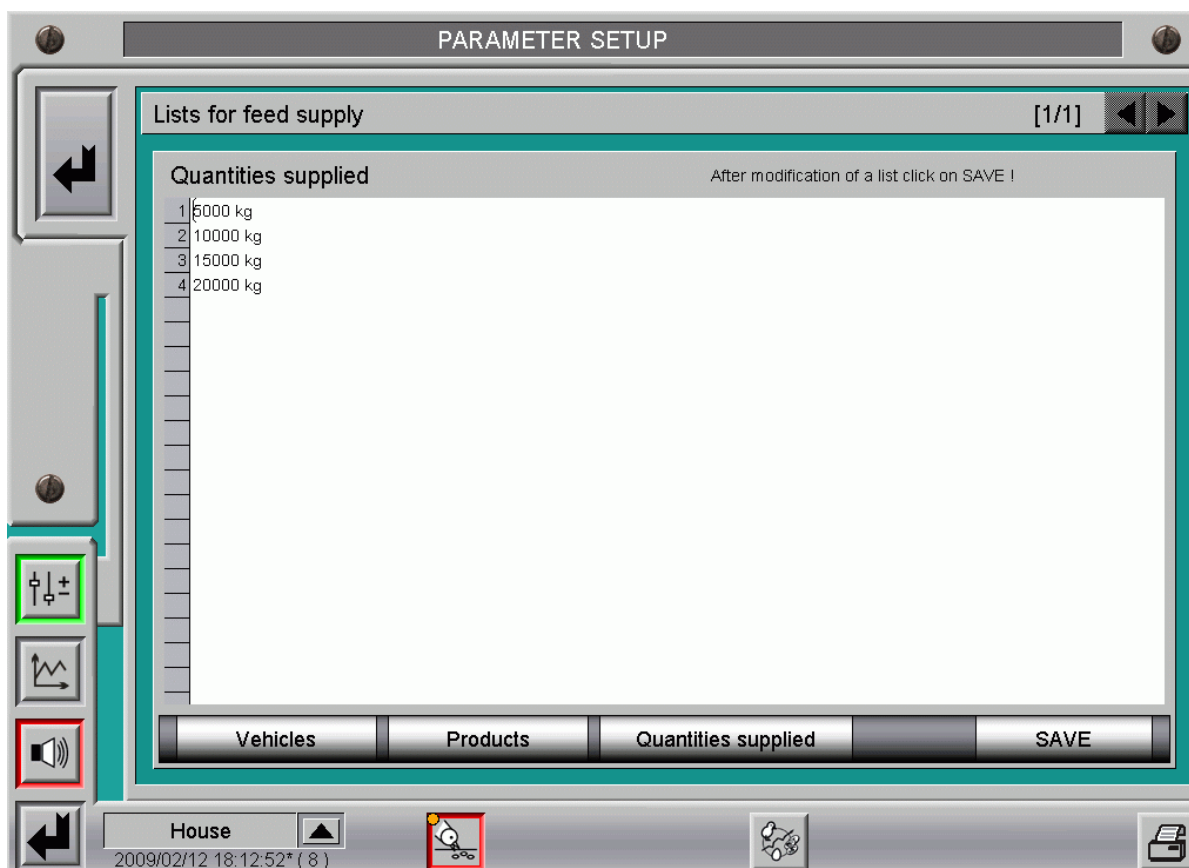 PARAMETER SETUP
Lists for feed supply [1/1]
Quantities supplied After modification of a list click on SAVE !
1 5000 kg
2 10000 kg
3 15000 kg
4 20000 kg
Vehicles Products Quantities supplied SAVE
House
2009/02/12 18:12:52* ( 8 )